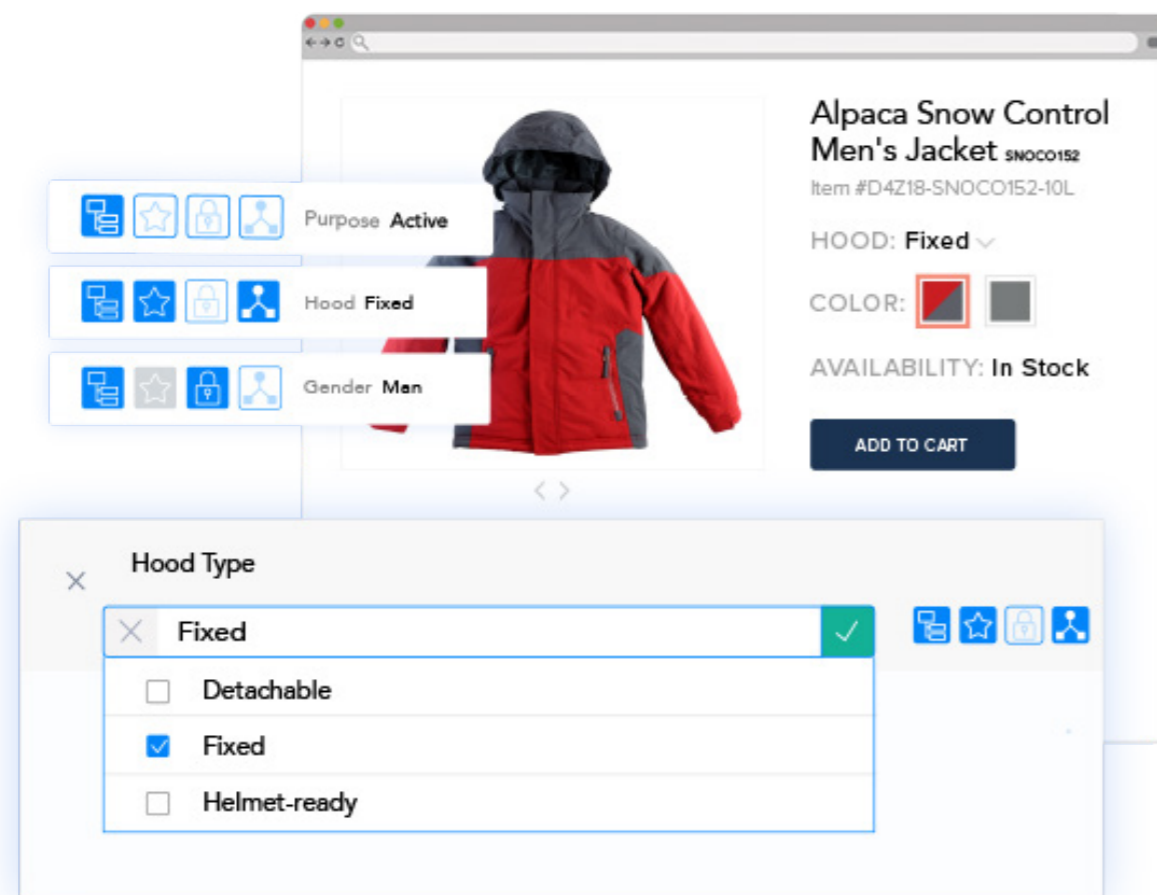 Alpaca Snow Control
Men's Jacket SNOCO152
Item #D4Z18-SNOCO152-10L
HOOD: Fixed
COLOR:
AVAILABILITY: In Stock
ADD TO CART
Purpose Active
Hood Fixed
Gender Man
Hood Type
Fixed
Detachable
Fixed
Helmet-ready